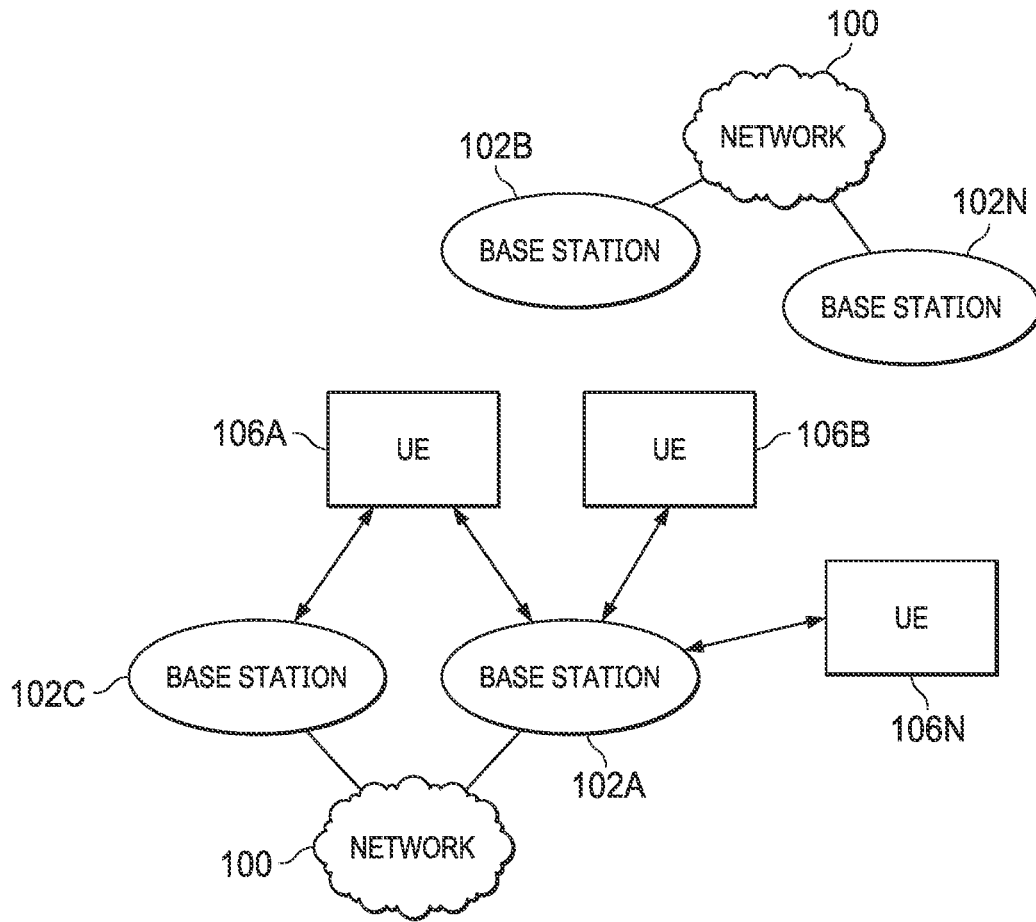 100
NETWORK
102B
BASE STATION
102N
BASE STATION
106A
UE
UE
106B
UE
106N
102C
BASE STATION
BASE STATION
102A
100
NETWORK